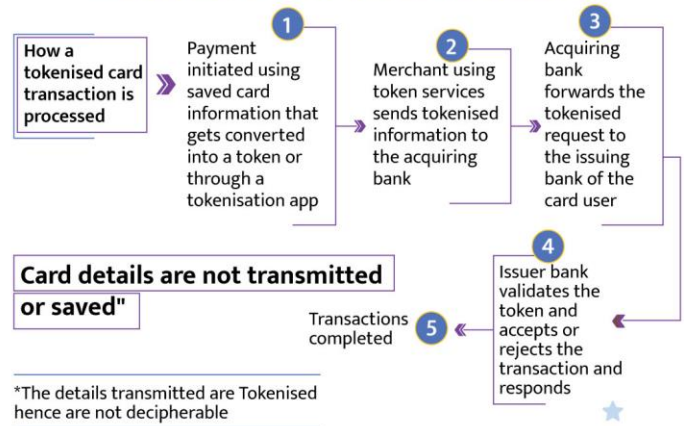 How a
tokenised card
transaction is
processed
1
Payment
initiated using
saved card
information that
gets converted
into a token or
through a
tokenisation app
2
Merchant using
token services
sends tokenised
information to
the acquiring
bank
3
Acquiring
bank
forwards the
tokenised
request to
the issuing
bank of the
card user
4
Issuer bank
validates the
token and
accepts or
rejects the
transaction and
responds
5
Transactions
completed
Card details are not transmitted
or saved"
*The details transmitted are Tokenised
hence are not decipherable